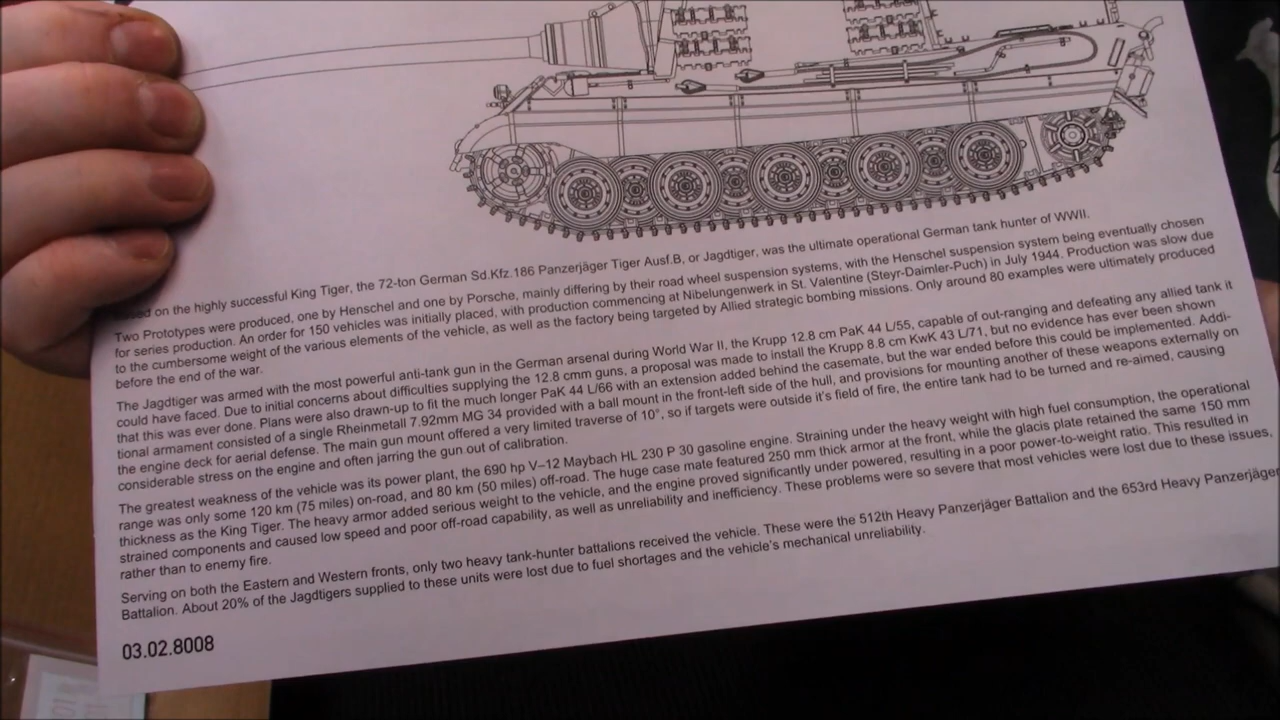 on the highly successful King Tiger, the 72-ton German Sd.Kfz.186 Panzerjäger Tiger Ausf.B, or Jagdtiger, was the ultimate operational German tank hunter of WWII.
Two Prototypes were produced, one by Henschel and one by Porsche, mainly differing by their road wheel suspension systems, with the Henschel suspension system being eventually chosen
for series production. An order for 150 vehicles was initially placed, with production commencing at Nibelungenwerk in St. Valentine (Steyr-Daimler-Puch) in July 1944. Production was slow due
to the cumbersome weight of the various elements of the vehicle, as well as the factory being targeted by Allied strategic bombing missions. Only around 80 examples were ultimately produced
before the end of the war.
The Jagdtiger was armed with the most powerful anti-tank gun in the German arsenal during World War II, the Krupp 12.8 cm PaK 44 L/55, capable of out-ranging and defeating any allied tank it
could have faced. Due to initial concerns about difficulties supplying the 12.8 cmm guns, a proposal was made to install the Krupp 8.8 cm KwK 43 L/71, but no evidence has ever been shown
that this was ever done. Plans were also drawn-up to fit the much longer PaK 44 L/66 with an extension added behind the casemate, but the war ended before this could be implemented. Addi-
tional armament consisted of a single Rheinmetall 7.92mm MG 34 provided with a ball mount in the front-left side of the hull, and provisions for mounting another of these weapons externally on
the engine deck for aerial defense. The main gun mount offered a very limited traverse of 10°, so if targets were outside it's field of fire, the entire tank had to be turned and re-aimed, causing
considerable stress on the engine and often jarring the gun out of calibration.
The greatest weakness of the vehicle was its power plant, the 690 hp V–12 Maybach HL 230 P 30 gasoline engine. Straining under the heavy weight with high fuel consumption, the operational
range was only some 120 km (75 miles) on-road, and 80 km (50 miles) off-road. The huge case mate featured 250 mm thick armor at the front, while the glacis plate retained the same 150 mm
thickness as the King Tiger. The heavy armor added serious weight to the vehicle, and the engine proved significantly under powered, resulting in a poor power-to-weight ratio. This resulted in
strained components and caused low speed and poor off-road capability, as well as unreliability and inefficiency. These problems were so severe that most vehicles were lost due to these issues,
rather than to enemy fire.
Serving on both the Eastern and Western fronts, only two heavy tank-hunter battalions received the vehicle. These were the 512th Heavy Panzerjäger Battalion and the 653rd Heavy Panzerjäger
Battalion. About 20% of the Jagdtigers supplied to these units were lost due to fuel shortages and the vehicle's mechanical unreliability.
03.02.8008